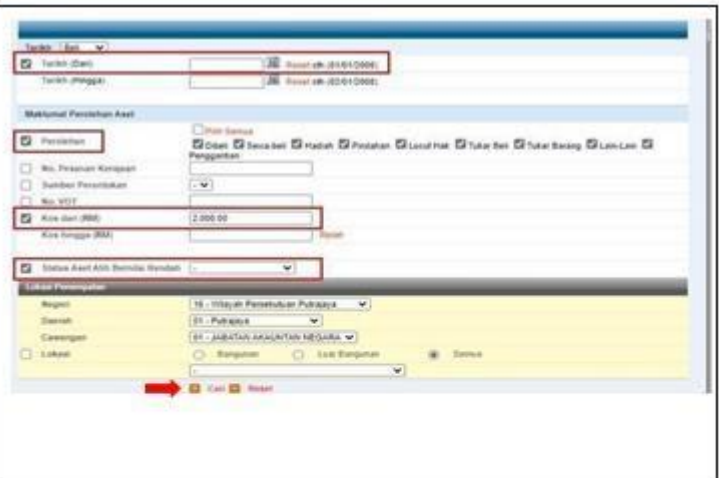 Tarikh Beli
Tarikh (Dari) Reset cth (01/01/2008)
Tarikh (Hingga) Reset cth (02/01/2008)
Maklumat Perolehan Aset
Pilih Semua
Perolehan Dibeli Sewa beli Hadiah Pindahan Lucut Hak Tukar Beli Tukar Barang Lain-Lain
Penggantian
No. Pesanan Kerajaan
Sumber Peruntukan -
No. VOT
Kos dari (RM) 2,000.00
Kos hingga (RM) Reset
Status Aset Alih Bernilai Rendah -
Lokasi Penempatan
Negeri 16 - Wilayah Persekutuan Putrajaya
Daerah 01 - Putrajaya
Cawangan 01 - JABATAN AKAUNTAN NEGARA
Lokasi Bangunan Luar Bangunan Semua
-
Cari Reset